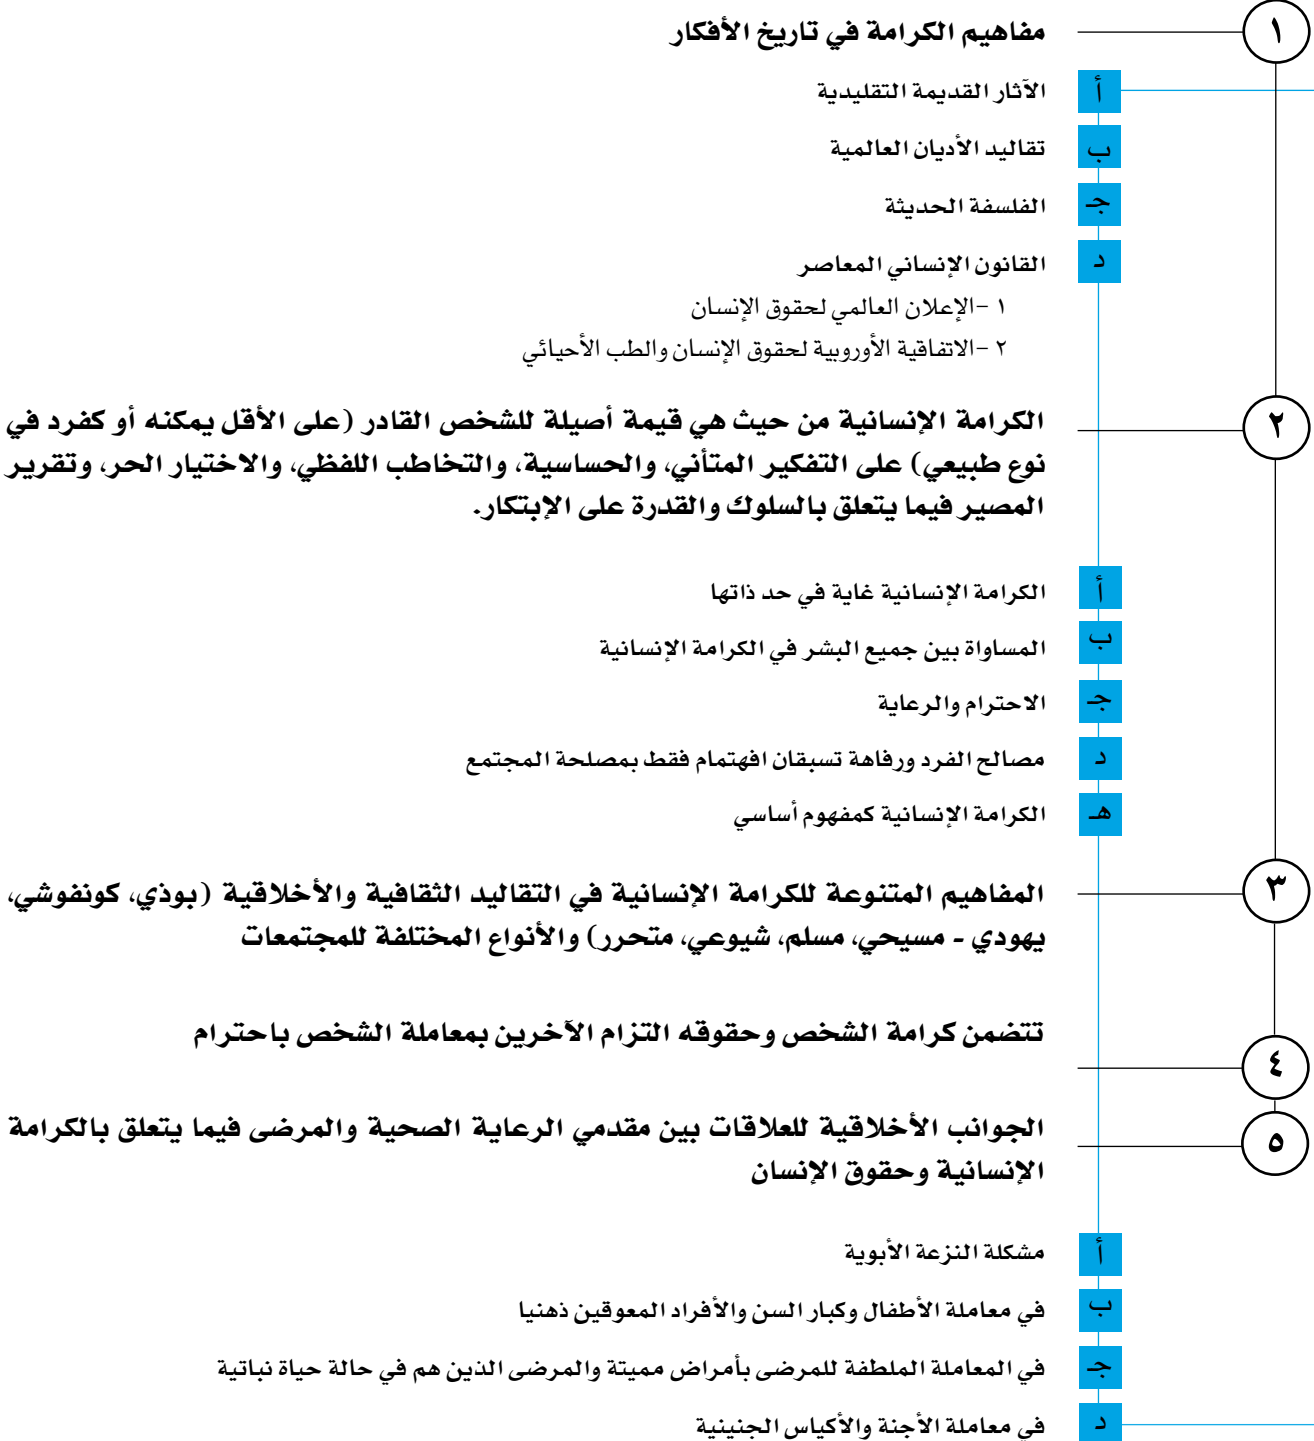 ١ مفاهيم الكرامة في تاريخ الأفكار
أ الآثار القديمة التقليدية
ب تقاليد الأديان العالمية
جـ الفلسفة الحديثة
د القانون الإنساني المعاصر
١ -الإعلان العالمي لحقوق الإنسان
٢ -الاتفاقية الأوروبية لحقوق الإنسان والطب الأحيائي
٢ الكرامة الإنسانية من حيث هي قيمة أصيلة للشخص القادر (على الأقل يمكنه أو كفرد في
نوع طبيعي) على التفكير المتأني، والحساسية، والتخاطب اللفظي، والاختيار الحر، وتقرير
المصير فيما يتعلق بالسلوك والقدرة على الإبتكار.
أ الكرامة الإنسانية غاية في حد ذاتها
ب المساواة بين جميع البشر في الكرامة الإنسانية
جـ الاحترام والرعاية
د مصالح الفرد ورفاهة تسبقان افهتمام فقط بمصلحة المجتمع
هـ الكرامة الإنسانية كمفهوم أساسي
٣ المفاهيم المتنوعة للكرامة الإنسانية في التقاليد الثقافية والأخلاقية (بوذي، كونفوشي،
يهودي - مسيحي، مسلم، شيوعي، متحرر) والأنواع المختلفة للمجتمعات
٤ تتضمن كرامة الشخص وحقوقه التزام الآخرين بمعاملة الشخص باحترام
٥ الجوانب الأخلاقية للعلاقات بين مقدمي الرعاية الصحية والمرضى فيما يتعلق بالكرامة
الإنسانية وحقوق الإنسان
أ مشكلة النزعة الأبوية
ب في معاملة الأطفال وكبار السن والأفراد المعوقين ذهنيا
جـ في المعاملة الملطفة للمرضى بأمراض مميتة والمرضى الذين هم في حالة حياة نباتية
د في معاملة الأجنة والأكياس الجنينية